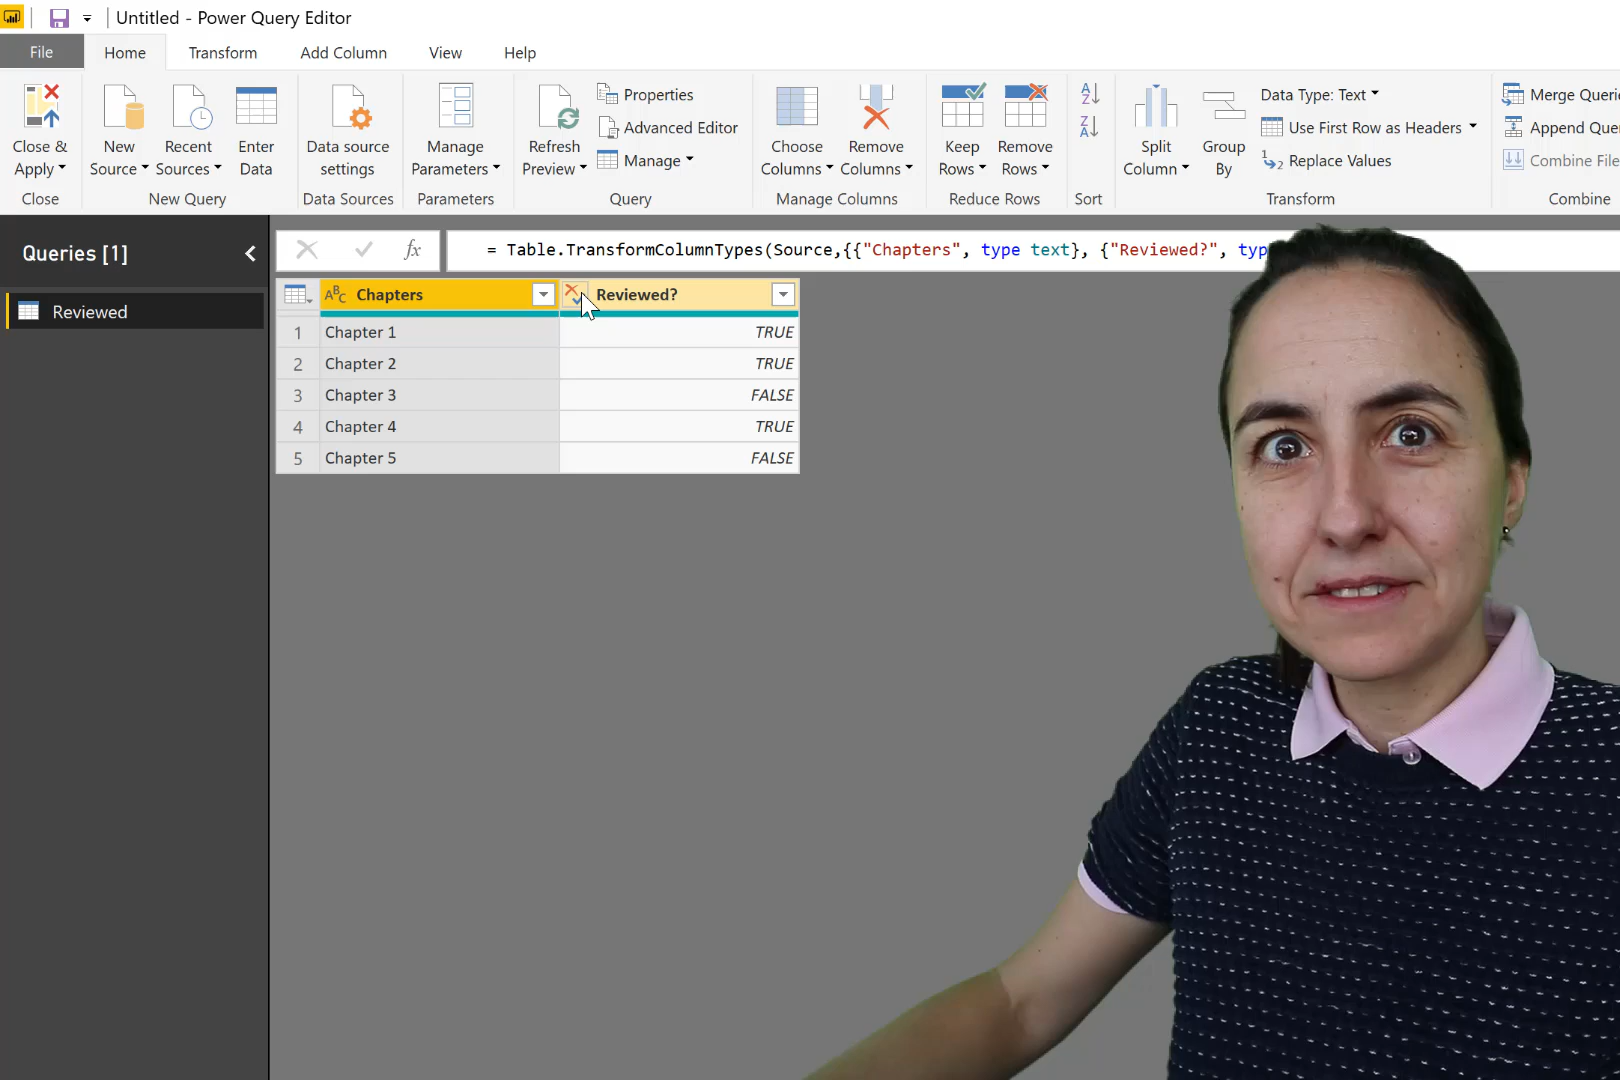 Untitled - Power Query Editor
File Home Transform Add Column View Help
Close & Apply
New Source
Recent Sources
Enter Data
Data source settings
Manage Parameters
Refresh Preview
Properties
Advanced Editor
Manage
Choose Columns
Remove Columns
Keep Rows
Remove Rows
A Z
Z A
Split Column
Group By
Data Type: Text
Use First Row as Headers
1 2 Replace Values
Merge Querie
Append Que
Combine File
Close New Query Data Sources Parameters Query Manage Columns Reduce Rows Sort Transform Combine
Queries [1]
Reviewed
fx = Table.TransformColumnTypes(Source,{{"Chapters", type text}, {"Reviewed?", typ
ABC Chapters Reviewed?
1 Chapter 1 TRUE
2 Chapter 2 TRUE
3 Chapter 3 FALSE
4 Chapter 4 TRUE
5 Chapter 5 FALSE